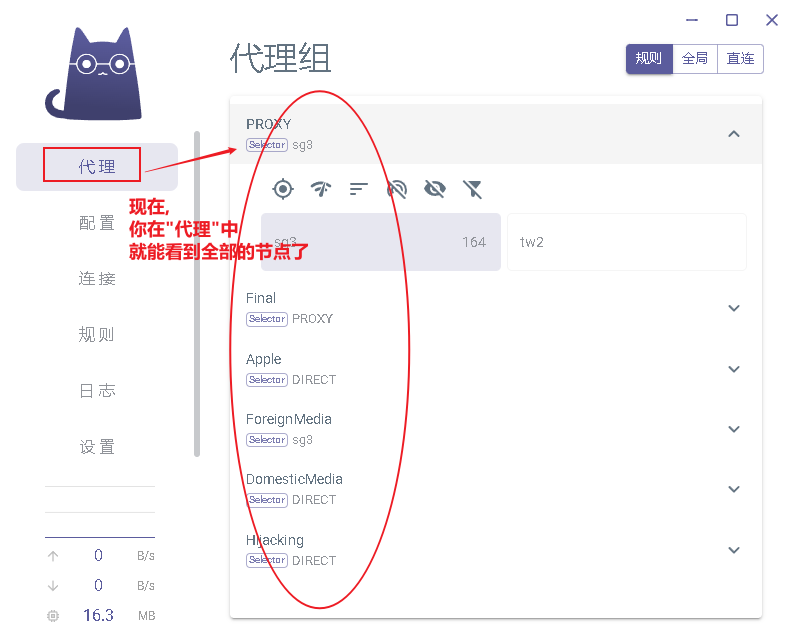 代理组
规则 全局 直连
PROXY
Selector sg3
代理
现在,
你在"代理"中
就能看到全部的节点了
sg3 164
tw2
配置
连接
规则
日志
设置
Final
Selector PROXY
Apple
Selector DIRECT
ForeignMedia
Selector sg3
DomesticMedia
Selector DIRECT
Hijacking
Selector DIRECT
0 B/s
0 B/s
16.3 MB